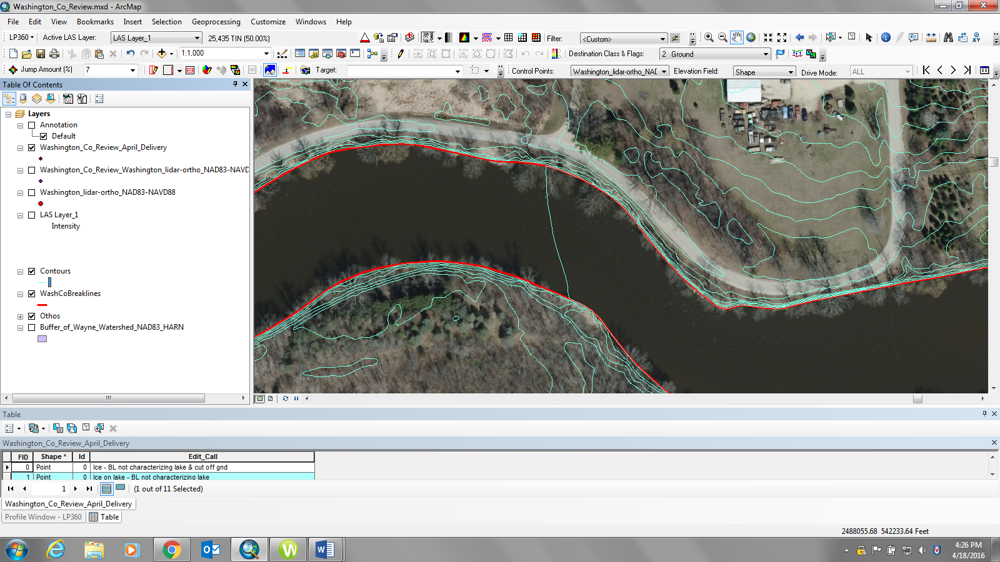 Washington_Co_Review.mxd - ArcMap
File Edit View Bookmarks Insert Selection Geoprocessing Customize Windows Help
LP360 Active LAS Layer: LAS Layer_1 25,435 TIN (50.00%) Filter: <Custom>
1:1,000 Destination Class & Flags: 2 Ground
Jump Amount (%) 7 Target: Control Points: Washington_lidar-ortho_NAD Elevation Field: Shape Drive Mode: ALL
Table Of Contents
Layers
Annotation
Default
Washington_Co_Review_April_Delivery
Washington_Co_Review_Washington_lidar-ortho_NAD83-NAVD
Washington_lidar-ortho_NAD83-NAVD88
LAS Layer_1
Intensity
Contours
WashCoBreaklines
Othos
Buffer_of_Wayne_Watershed_NAD83_HARN
Table
Washington_Co_Review_April_Delivery
FID Shape * Id Edit_Call
0 Point 0 Ice - BL not characterizing lake & cut off gnd
1 Point 0 Ice on lake - BL not characterizing lake
1 (1 out of 11 Selected)
Washington_Co_Review_April_Delivery
Profile Window - LP360 Table
2488055.68 542233.64 Feet
4:26 PM
4/18/2016